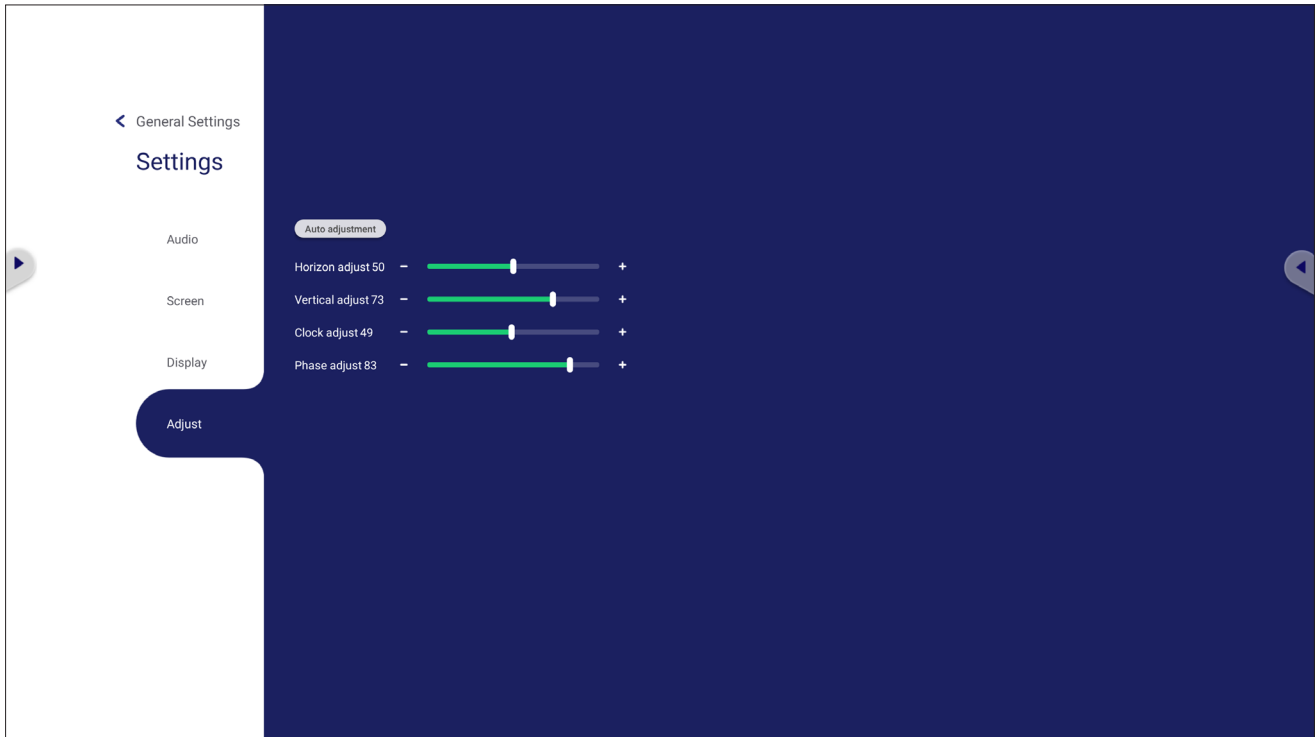 General Settings
Settings
Audio
Screen
Display
Adjust
Auto adjustment
Horizon adjust 50
Vertical adjust 73
Clock adjust 49
Phase adjust 83